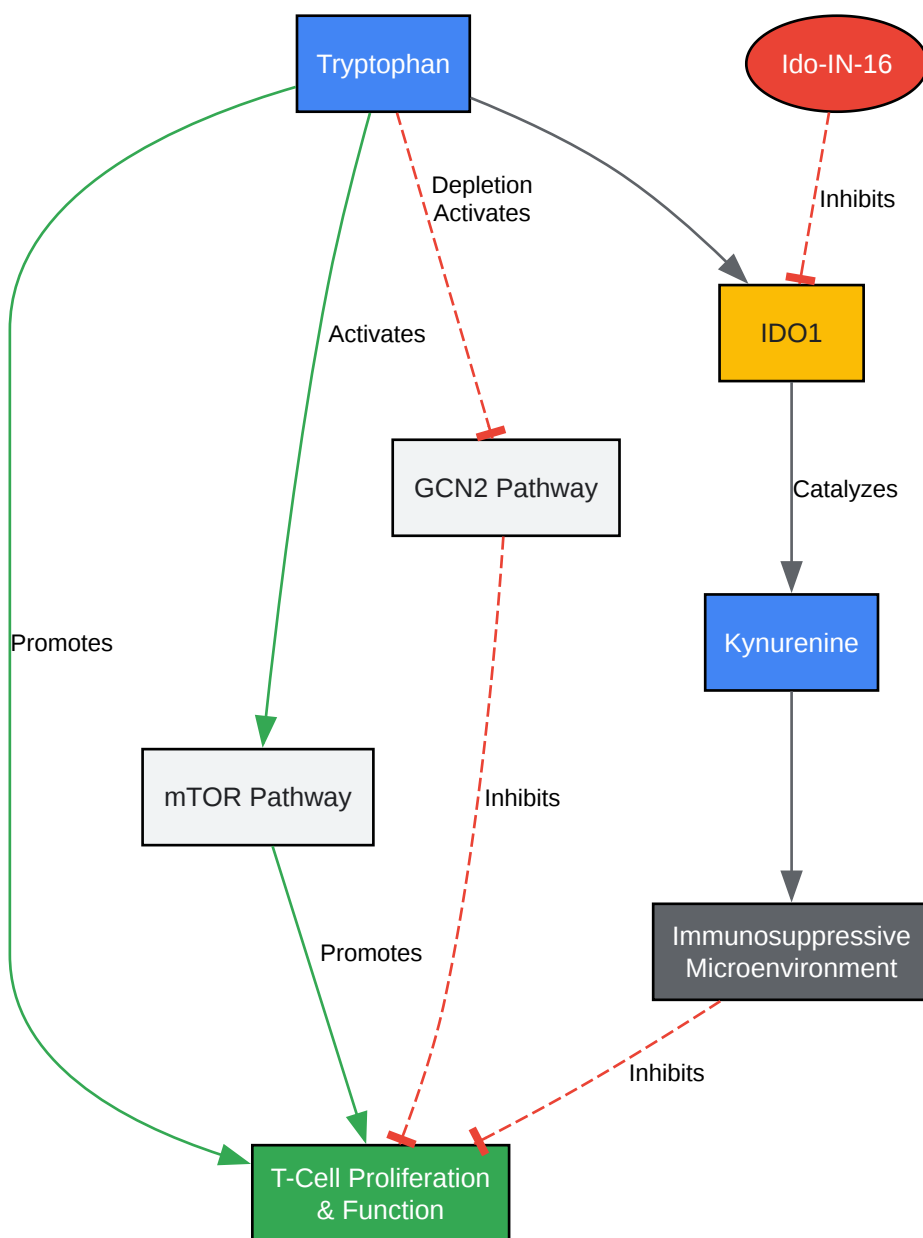 Tryptophan
Ido-IN-16
Depletion
Activates
Inhibits
Activates
IDO1
GCN2 Pathway
Catalyzes
Promotes
Kynurenine
mTOR Pathway
Inhibits
Promotes
Immunosuppressive
Microenvironment
Inhibits
T-Cell Proliferation
& Function